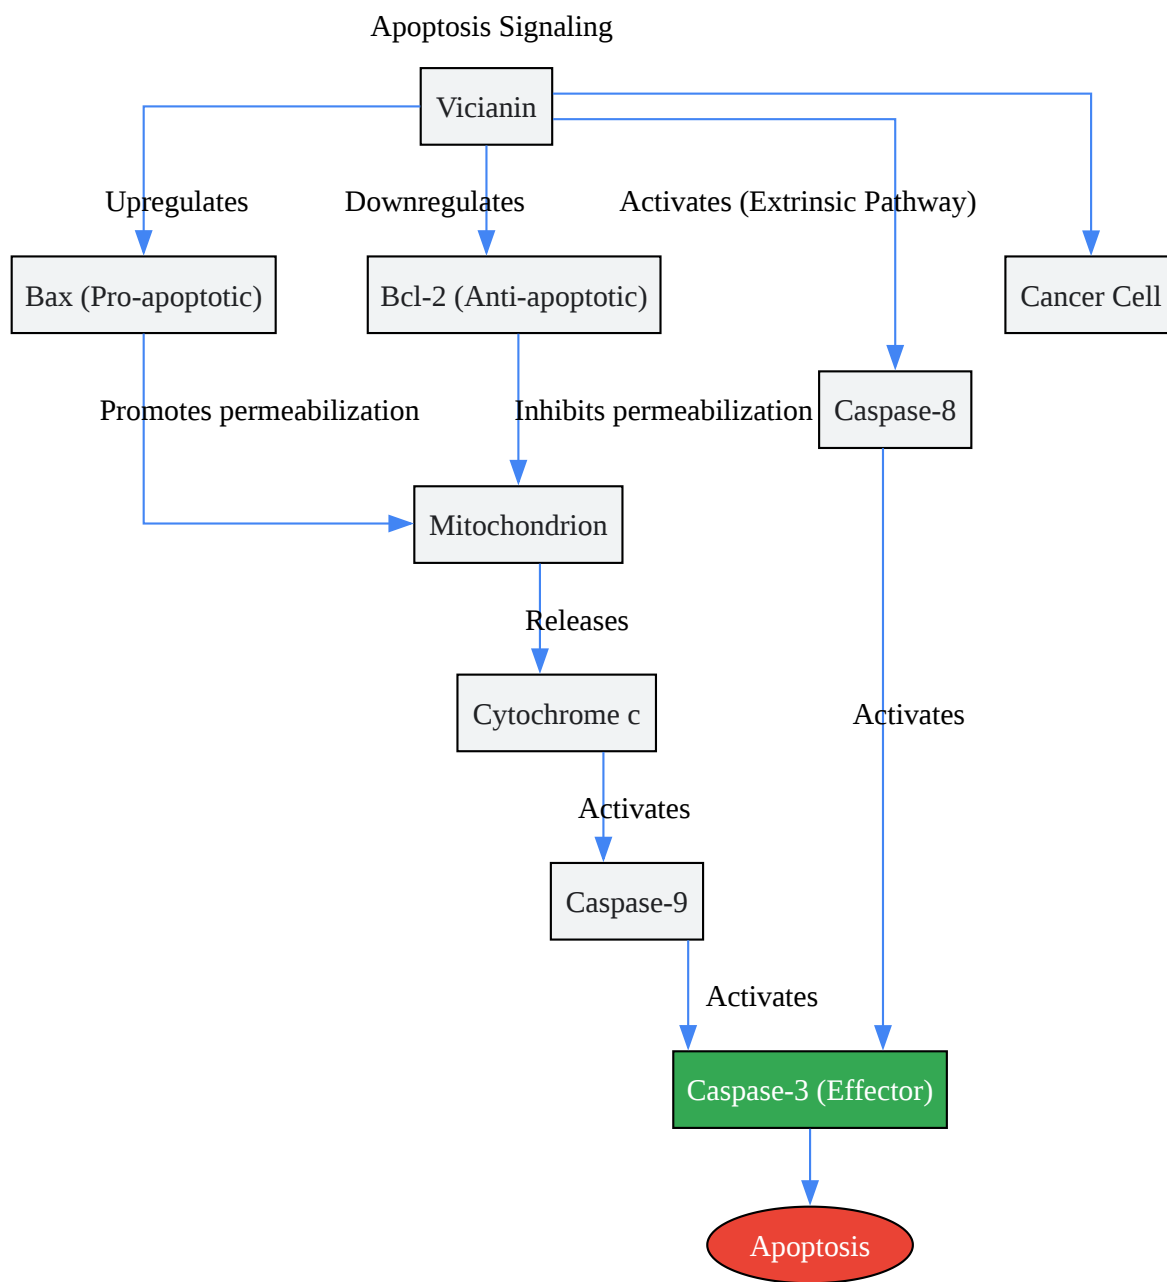 Apoptosis Signaling
Vicianin
Upregulates
Downregulates
Activates (Extrinsic Pathway)
Bax (Pro-apoptotic)
Bcl-2 (Anti-apoptotic)
Cancer Cell
Promotes permeabilization
Inhibits permeabilization
Caspase-8
Mitochondrion
Releases
Cytochrome c
Activates
Activates
Caspase-9
Activates
Caspase-3 (Effector)
Apoptosis